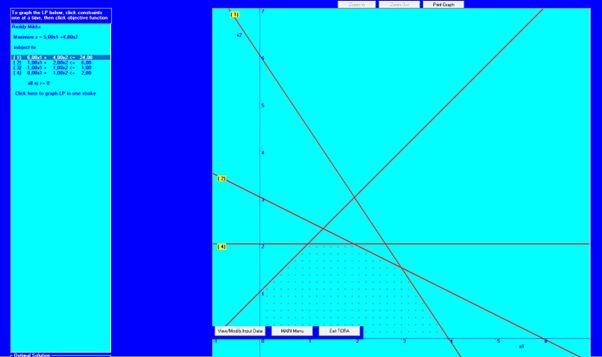 To graph the LP below, click constraints
one at a time, then click objective function
Reddy Mikks
Maximize z = 5,00x1 +4,00x2
subject to
( 1) 6,00x1 + 4,00x2 <= 24,00
( 2) 1,00x1 + 2,00x2 <= 6,00
( 3) -1,00x1 + 1,00x2 <= 1,00
( 4) 0,00x1 + 1,00x2 <= 2,00
all xj >= 0
Click here to graph LP in one stroke
Optimal Solution
Zoom In
Zoom Out
Print Graph
( 1)
7
x2
6
5
4
( 2)
3
( 4)
2
1
View/Modify Input Data
MAIN Menu
Exit TORA
0
1
2
3
4
5
6
x1